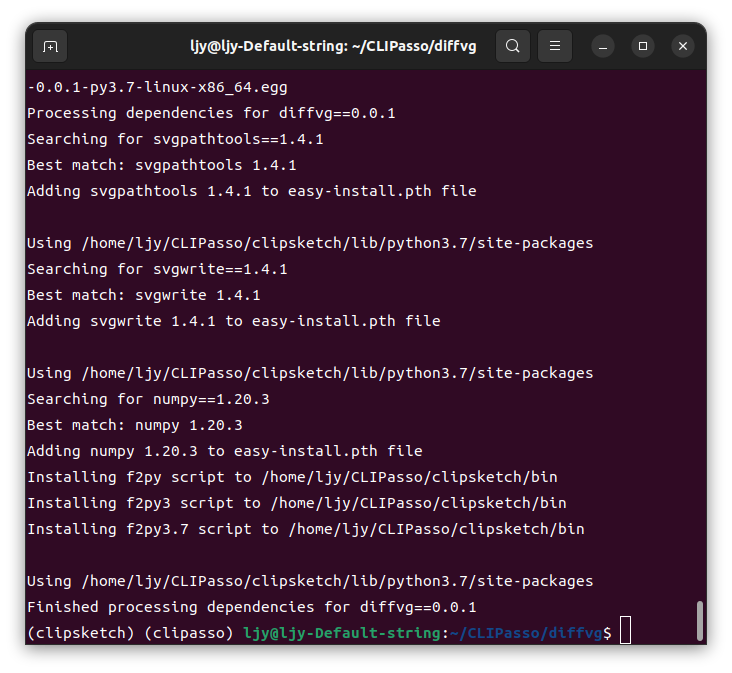 ljy@ljy-Default-string: ~/CLIPasso/diffvg
-0.0.1-py3.7-linux-x86_64.egg
Processing dependencies for diffvg==0.0.1
Searching for svgpathtools==1.4.1
Best match: svgpathtools 1.4.1
Adding svgpathtools 1.4.1 to easy-install.pth file
Using /home/ljy/CLIPasso/clipsketch/lib/python3.7/site-packages
Searching for svgwrite==1.4.1
Best match: svgwrite 1.4.1
Adding svgwrite 1.4.1 to easy-install.pth file
Using /home/ljy/CLIPasso/clipsketch/lib/python3.7/site-packages
Searching for numpy==1.20.3
Best match: numpy 1.20.3
Adding numpy 1.20.3 to easy-install.pth file
Installing f2py script to /home/ljy/CLIPasso/clipsketch/bin
Installing f2py3 script to /home/ljy/CLIPasso/clipsketch/bin
Installing f2py3.7 script to /home/ljy/CLIPasso/clipsketch/bin
Using /home/ljy/CLIPasso/clipsketch/lib/python3.7/site-packages
Finished processing dependencies for diffvg==0.0.1
(clipsketch) (clipasso) ljy@ljy-Default-string:~/CLIPasso/diffvg$